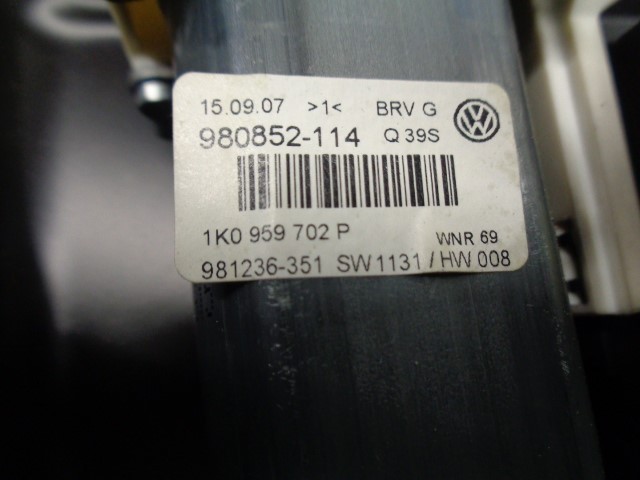 15.09.07 >1< BRV G
980852-114 Q 39S
1K0 959 702 P WNR 69
981236-351 SW1131 / HW 008